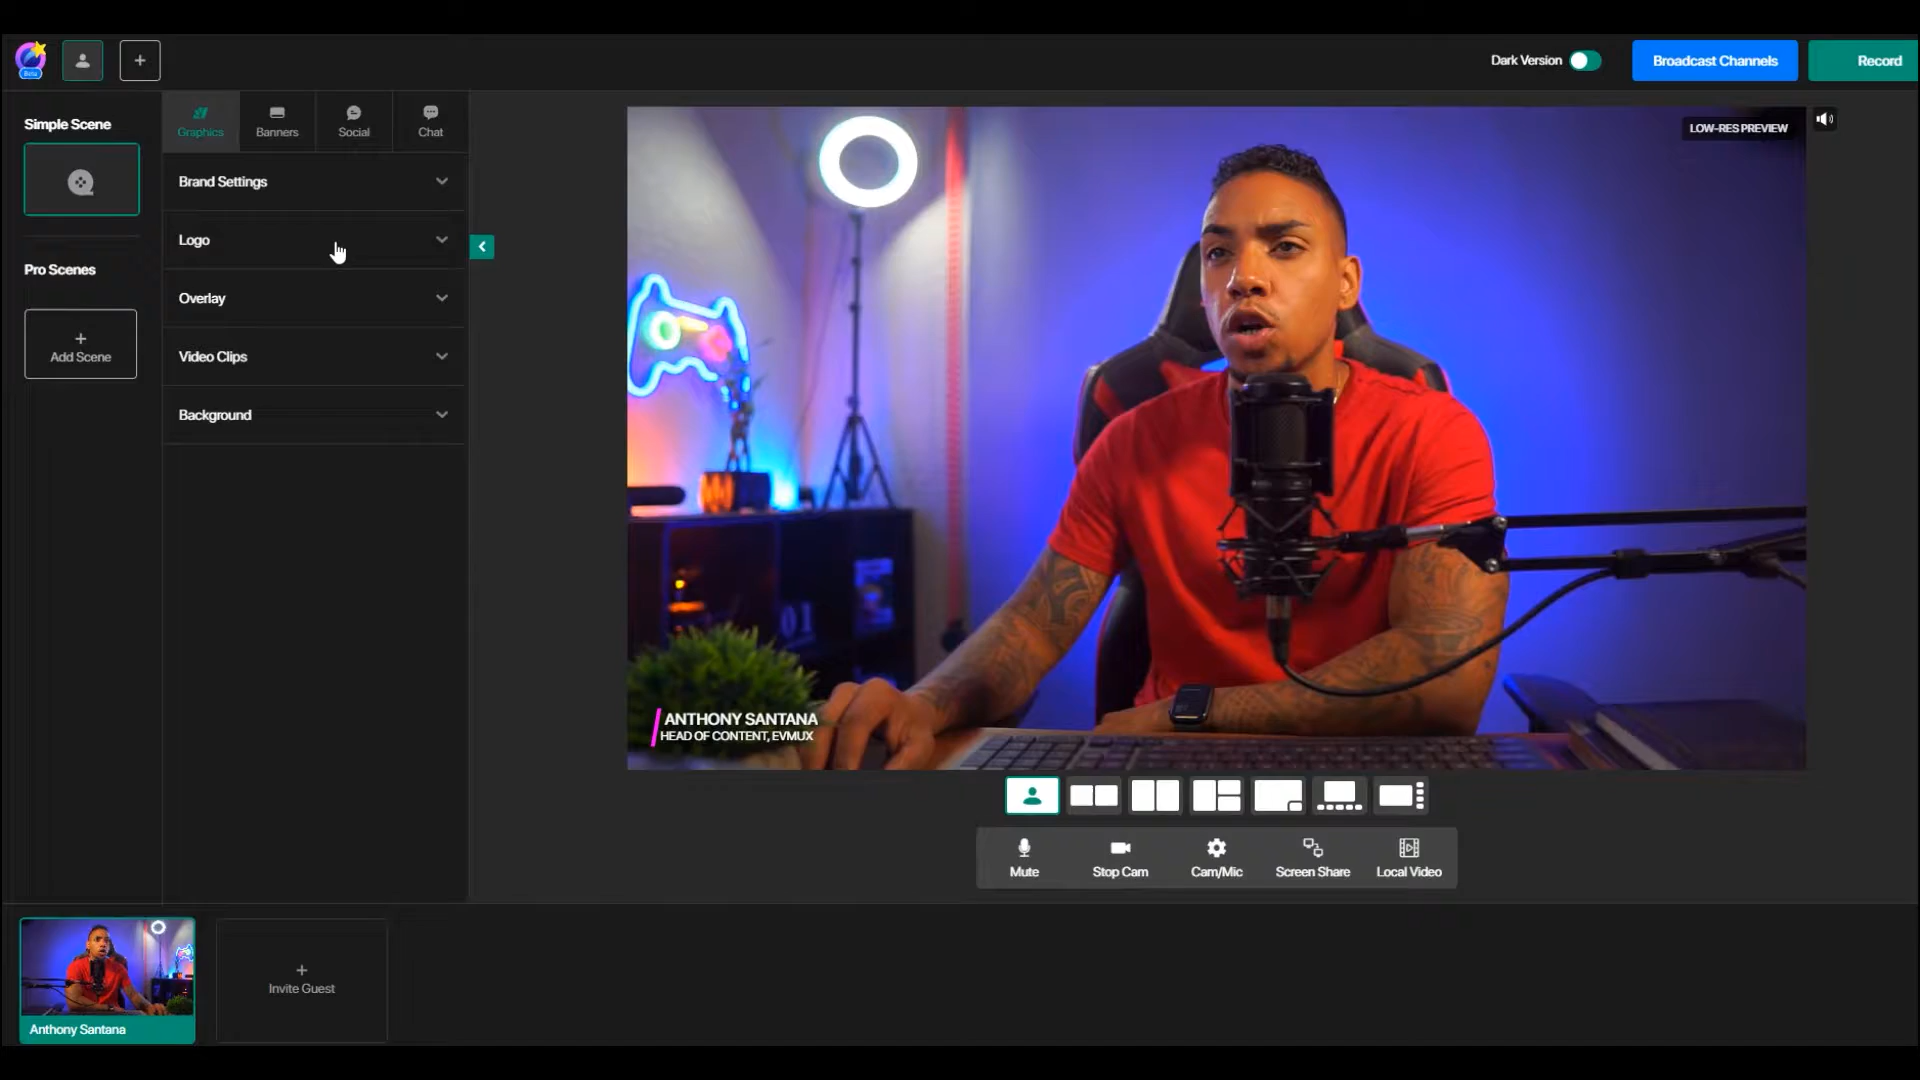 Beta
Dark Version
Broadcast Channels
Record
Simple Scene
Graphics
Banners
Social
Chat
Brand Settings
Logo
Pro Scenes
Overlay
Add Scene
Video Clips
Background
LOW-RES PREVIEW
01
ANTHONY SANTANA
HEAD OF CONTENT, EVMUX
Mute
Stop Cam
Cam/Mic
Screen Share
Local Video
Anthony Santana
Invite Guest